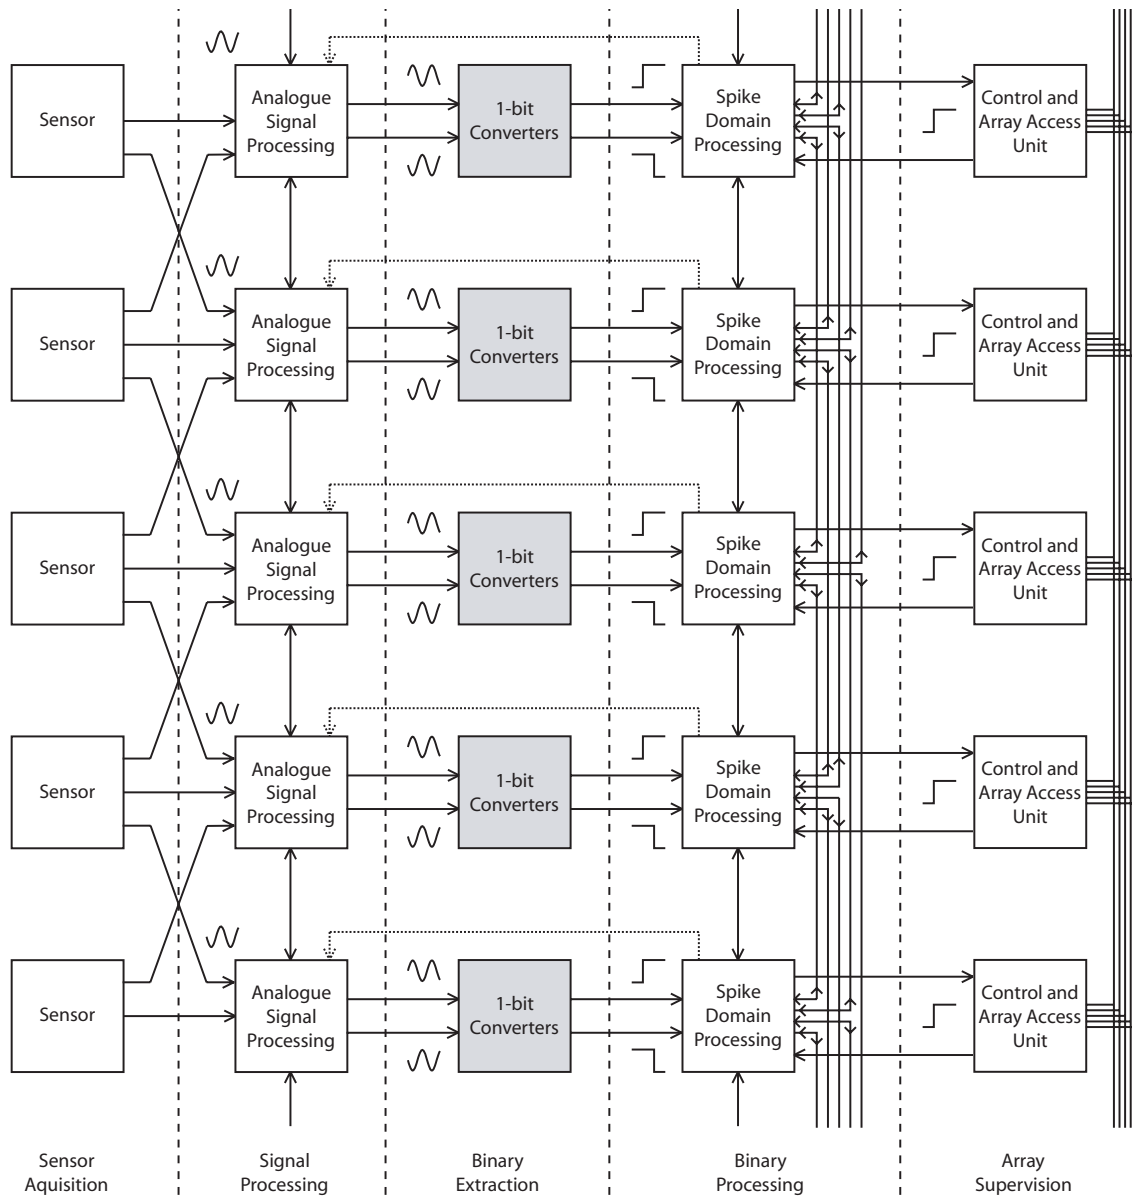 Sensor
Analogue
Signal
Processing
1-bit
Converters
Spike
Domain
Processing
Control and
Array Access
Unit
Sensor
Analogue
Signal
Processing
1-bit
Converters
Spike
Domain
Processing
Control and
Array Access
Unit
Sensor
Analogue
Signal
Processing
1-bit
Converters
Spike
Domain
Processing
Control and
Array Access
Unit
Sensor
Analogue
Signal
Processing
1-bit
Converters
Spike
Domain
Processing
Control and
Array Access
Unit
Sensor
Analogue
Signal
Processing
1-bit
Converters
Spike
Domain
Processing
Control and
Array Access
Unit
Sensor
Aquisition
Signal
Processing
Binary
Extraction
Binary
Processing
Array
Supervision